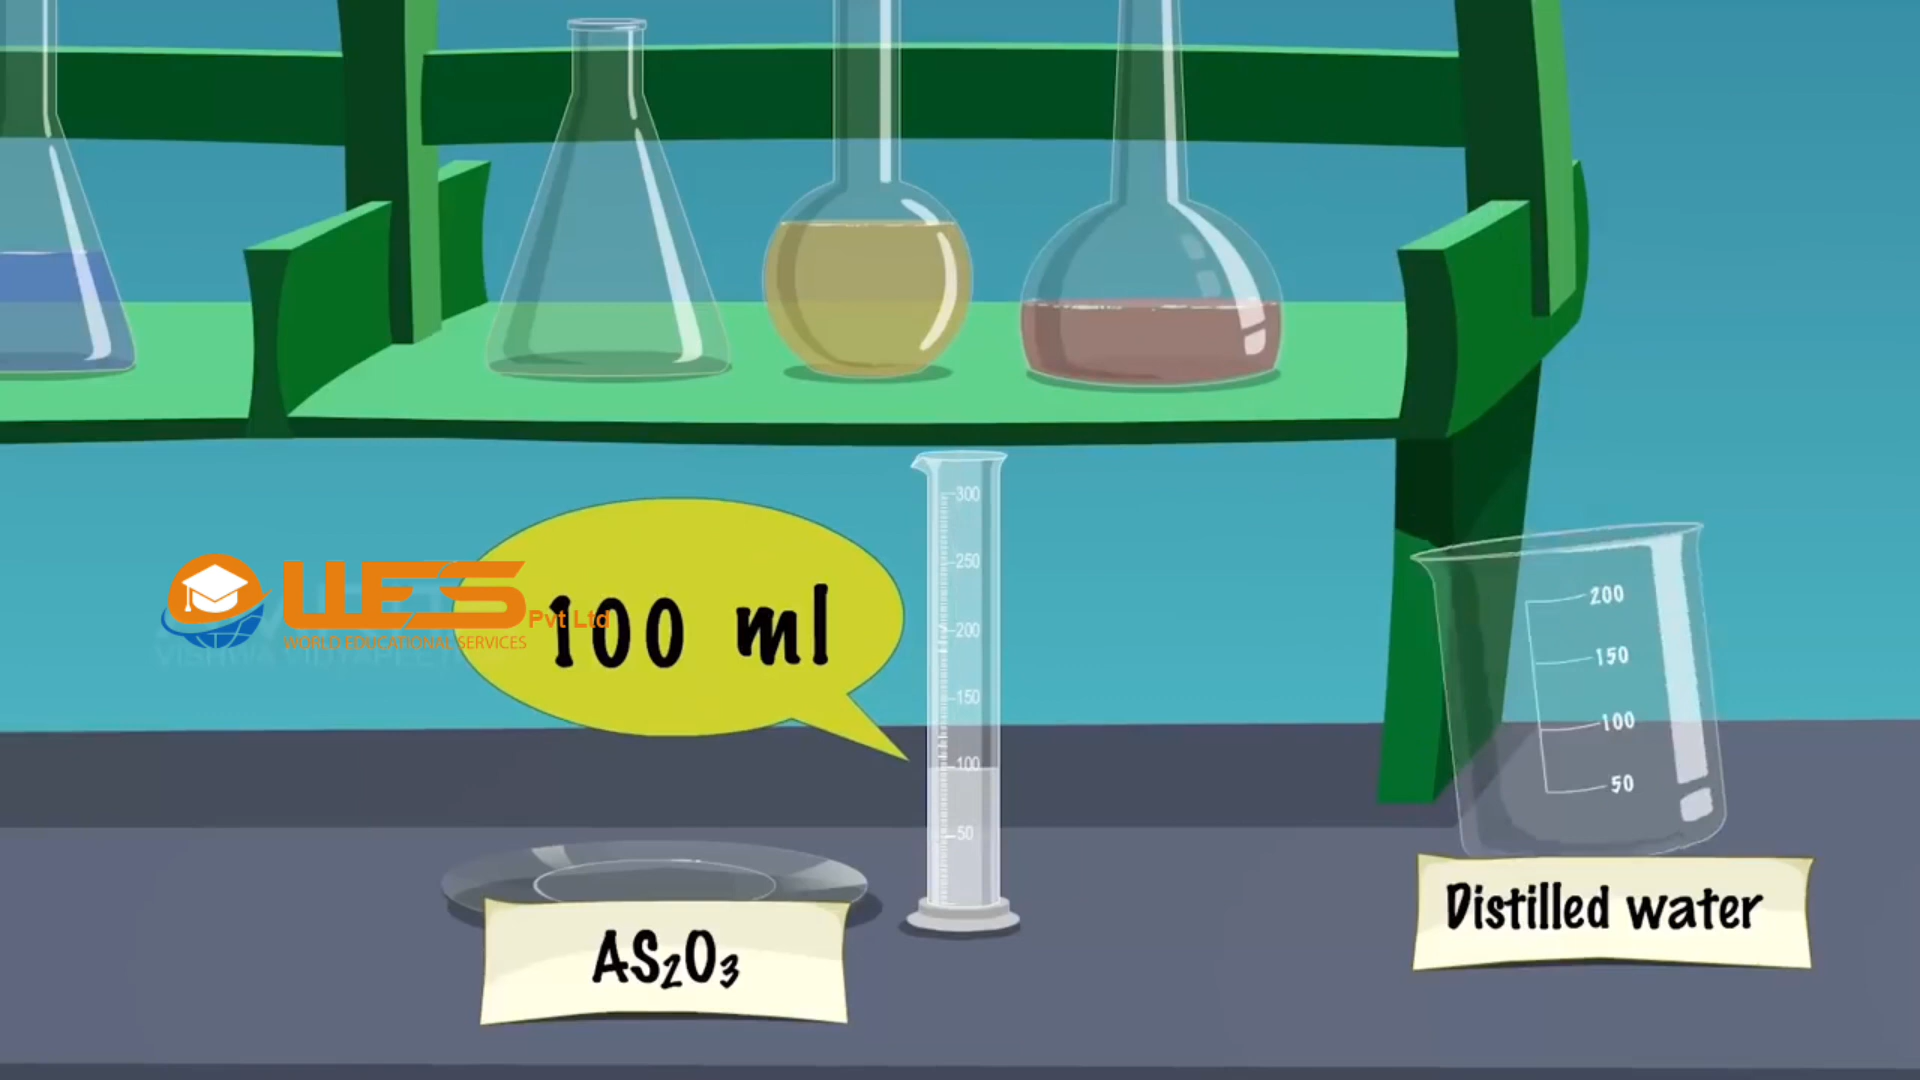 300
250
200
150
100
50
WES
Pvt Ltd
WORLD EDUCATIONAL SERVICES
100 ml
200
150
100
50
AS₂O₃
Distilled water